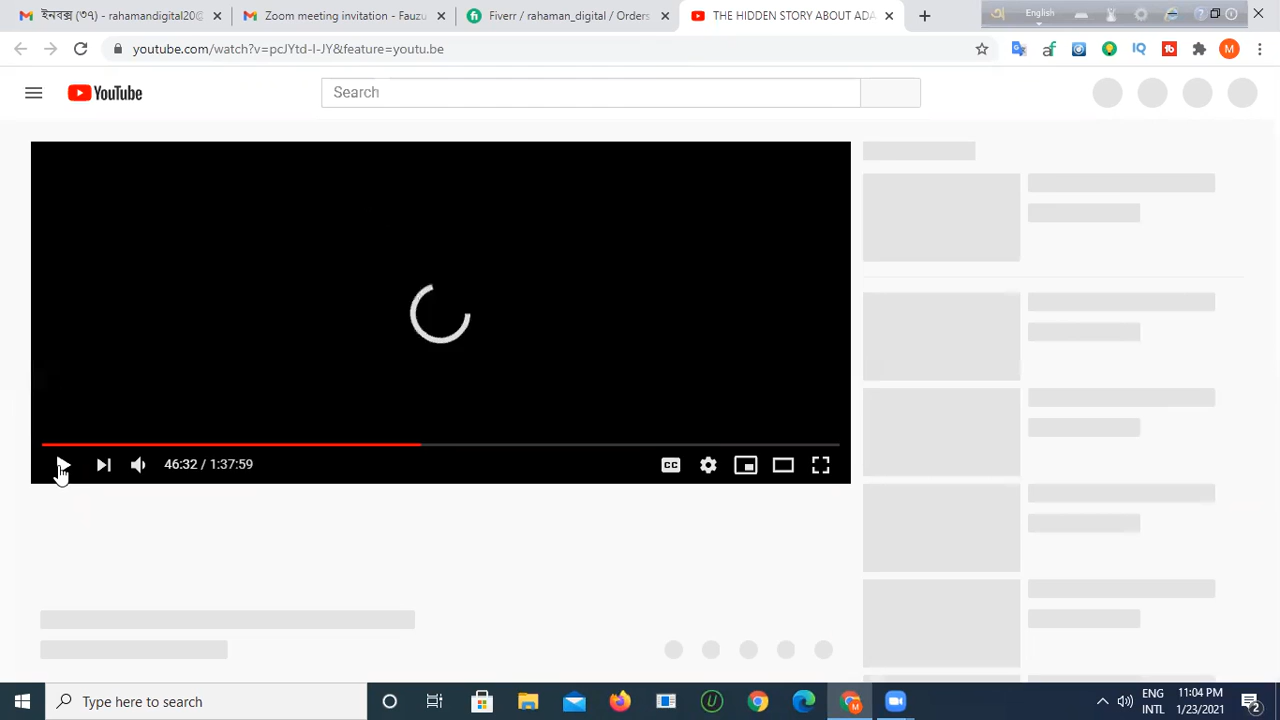 ইনবক্স (৩৭) - rahamandigital20@
Zoom meeting invitation - Fauzu
Fiverr / rahaman_digital / Orders
THE HIDDEN STORY ABOUT ADA
English
youtube.com/watch?v=pcJYtd-I-JY&feature=youtu.be
M
YouTube
Search
46:32 / 1:37:59
CC
Type here to search
ENG
INTL
11:04 PM
1/23/2021
2